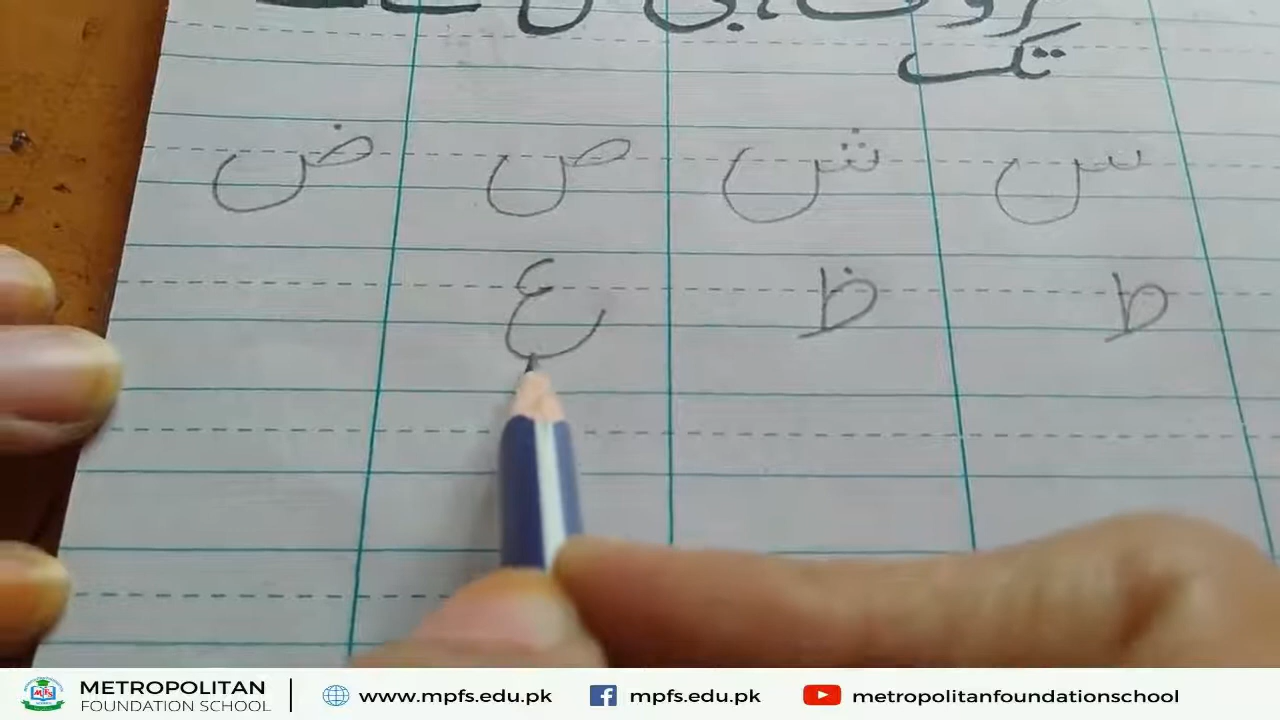 تک
س ش ص ض
ط ظ ع
METROPOLITAN
FOUNDATION SCHOOL
www.mpfs.edu.pk
mpfs.edu.pk
metropolitanfoundationschool